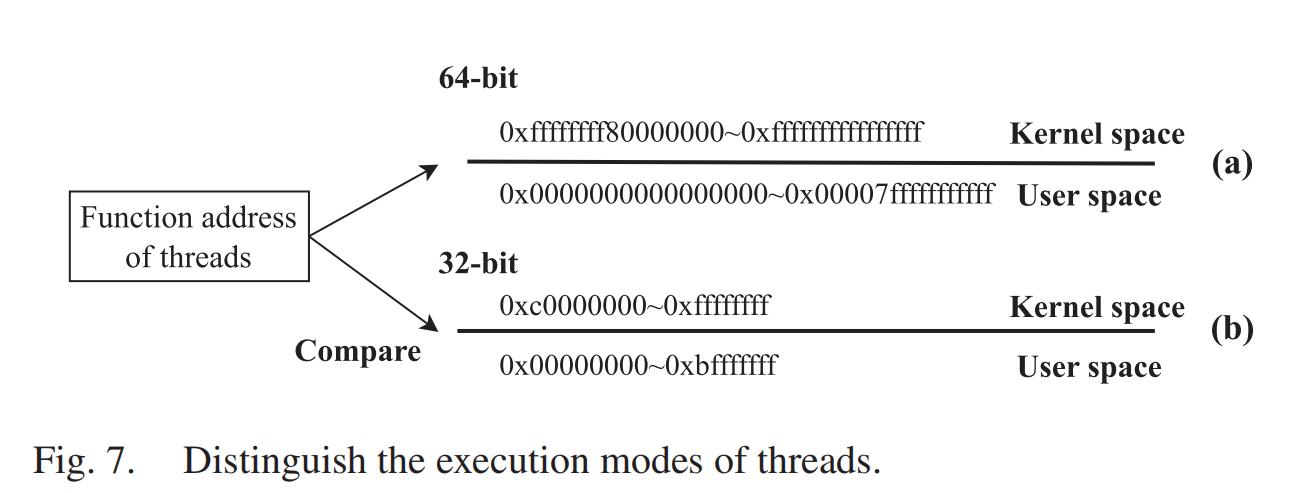 64-bit
0xffffffff80000000~0xffffffffffffffff Kernel space
(a)
0x0000000000000000~0x00007fffffffffff User space
Function address
of threads
32-bit
0xc0000000~0xffffffff Kernel space
(b)
Compare
0x00000000~0xbfffffff User space
Fig. 7. Distinguish the execution modes of threads.